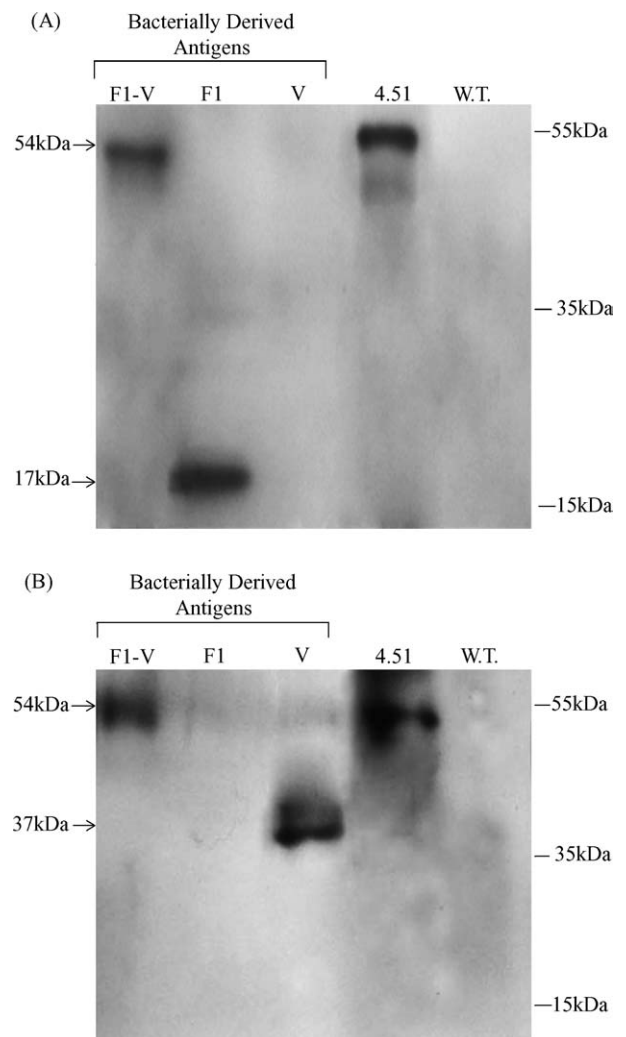 (A)
Bacterially Derived
Antigens
F1-V F1 V 4.51 W.T.
54kDa
55kDa
35kDa
17kDa
15kDa
(B)
Bacterially Derived
Antigens
F1-V F1 V 4.51 W.T.
54kDa
55kDa
37kDa
35kDa
15kDa